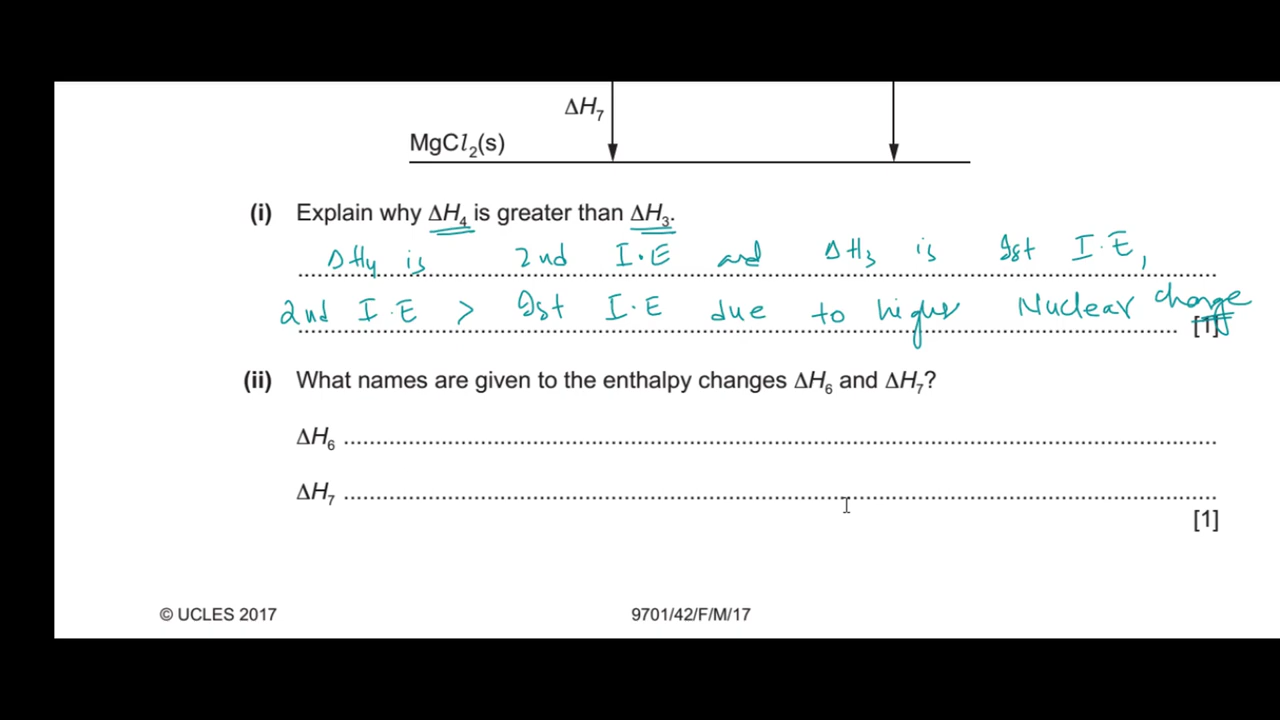 ΔH₇
MgCl₂(s)
(i) Explain why ΔH₄ is greater than ΔH₃.
ΔH₄ is 2nd I.E and ΔH₃ is 1st I.E,
2nd I.E > 1st I.E due to higher Nuclear charge
[1]
(ii) What names are given to the enthalpy changes ΔH₆ and ΔH₇?
ΔH₆
ΔH₇
[1]
© UCLES 2017 9701/42/F/M/17